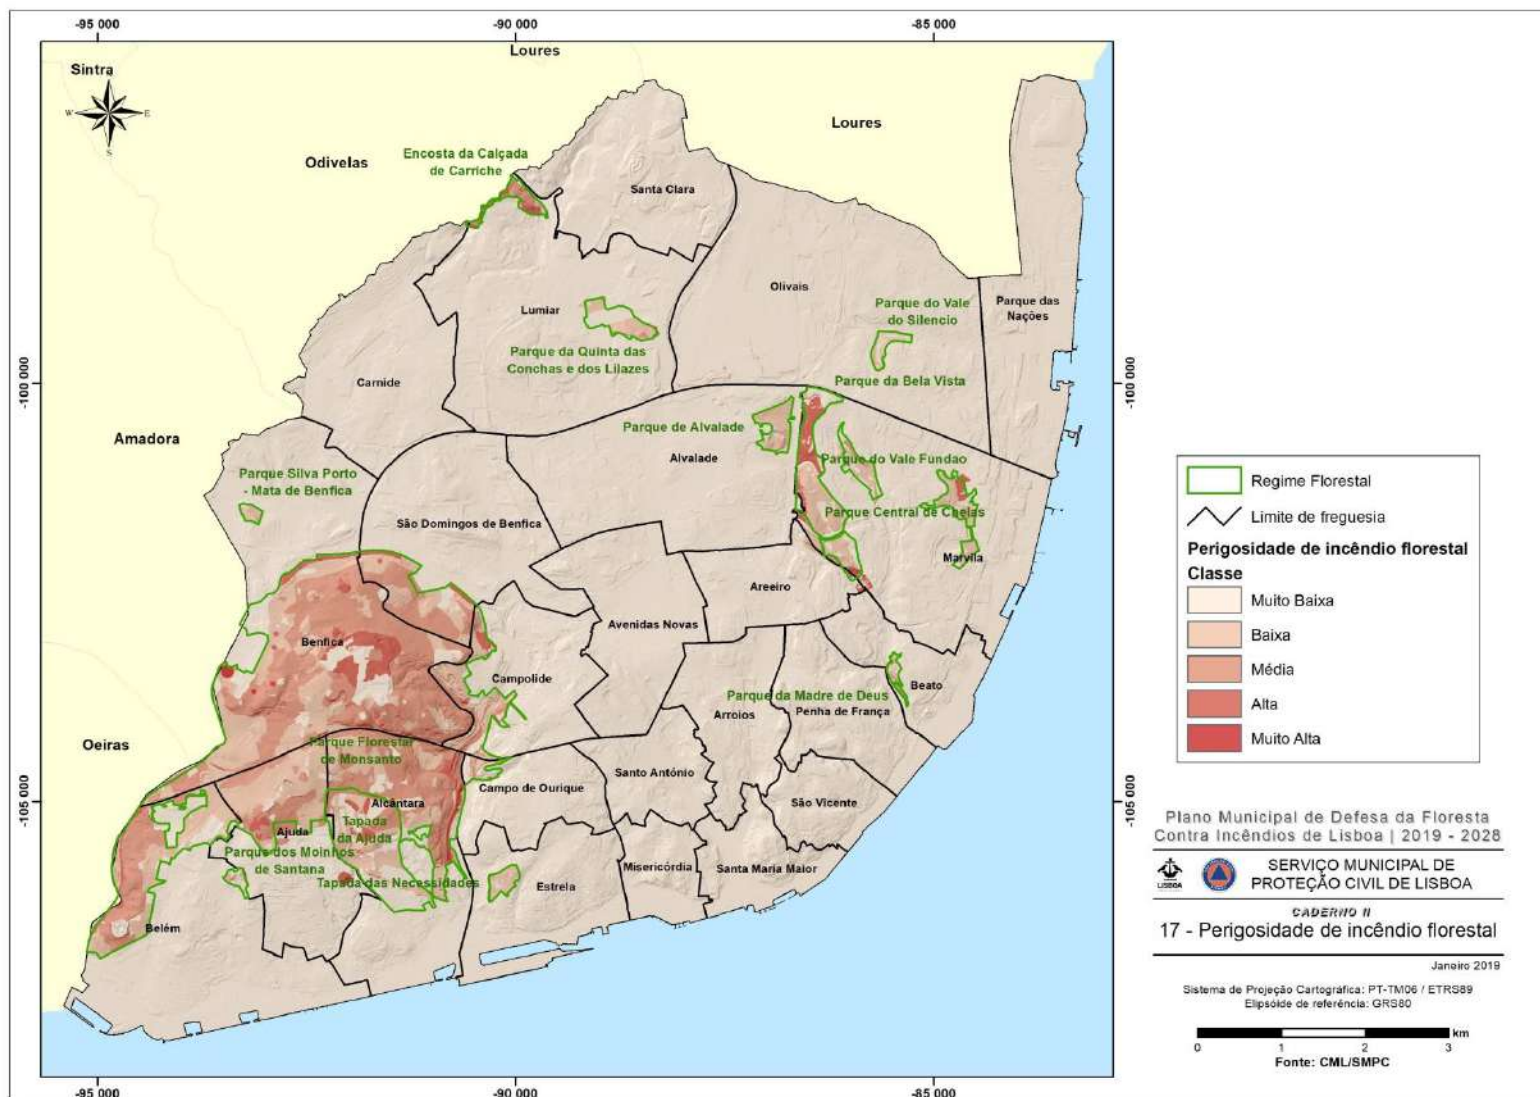 -95 000
-90 000
-85 000
Loures
Sintra
N
W
E
S
Loures
Odivelas
Encosta da Calçada
de Carriche
Santa Clara
Olivais
Parque do Vale
do Silencio
Parque das
Nações
Lumiar
Parque da Quinta das
Conchas e dos Lilazes
Parque da Bela Vista
Carnide
-100 000
-100 000
Amadora
Parque de Alvalade
Alvalade
Parque do Vale Fundao
Parque Silva Porto
- Mata de Benfica
São Domingos de Benfica
Parque Central de Chelas
Marvila
Areeiro
Avenidas Novas
Benfica
Campolide
Beato
Parque da Madre de Deus
Arroios
Penha de França
Oeiras
Parque Florestal
de Monsanto
Santo António
Campo de Ourique
São Vicente
-105 000
-105 000
Alcântara
Tapada
da Ajuda
Ajuda
Parque dos Moinhos
de Santana
Tapada das Necessidades
Estrela
Misericórdia
Santa Maria Maior
Belém
-95 000
-90 000
-85 000
Regime Florestal
Limite de freguesia
Perigosidade de incêndio florestal
Classe
Muito Baixa
Baixa
Média
Alta
Muito Alta
Plano Municipal de Defesa da Floresta
Contra Incêndios de Lisboa | 2019 - 2028
LISBOA
SERVIÇO MUNICIPAL DE
PROTEÇÃO CIVIL DE LISBOA
CADERNO II
17 - Perigosidade de incêndio florestal
Janeiro 2019
Sistema de Projeção Cartográfica: PT-TM06 / ETRS89
Elipsóide de referência: GRS80
km
0 1 2 3
Fonte: CML/SMPC